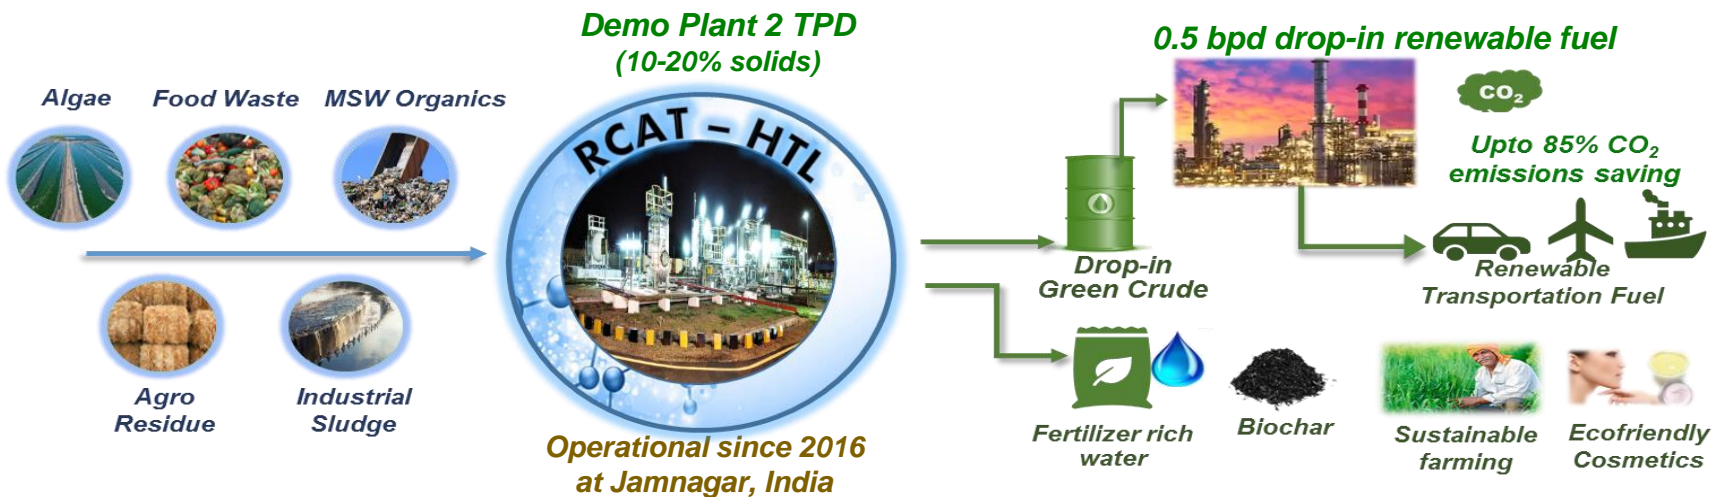 Demo Plant 2 TPD
(10-20% solids)
0.5 bpd drop-in renewable fuel
Algae
Food Waste
MSW Organics
RCAT – HTL
CO₂
Upto 85% CO₂
emissions saving
Drop-in
Green Crude
Renewable
Transportation Fuel
Agro
Residue
Industrial
Sludge
Operational since 2016
at Jamnagar, India
Fertilizer rich
water
Biochar
Sustainable
farming
Ecofriendly
Cosmetics